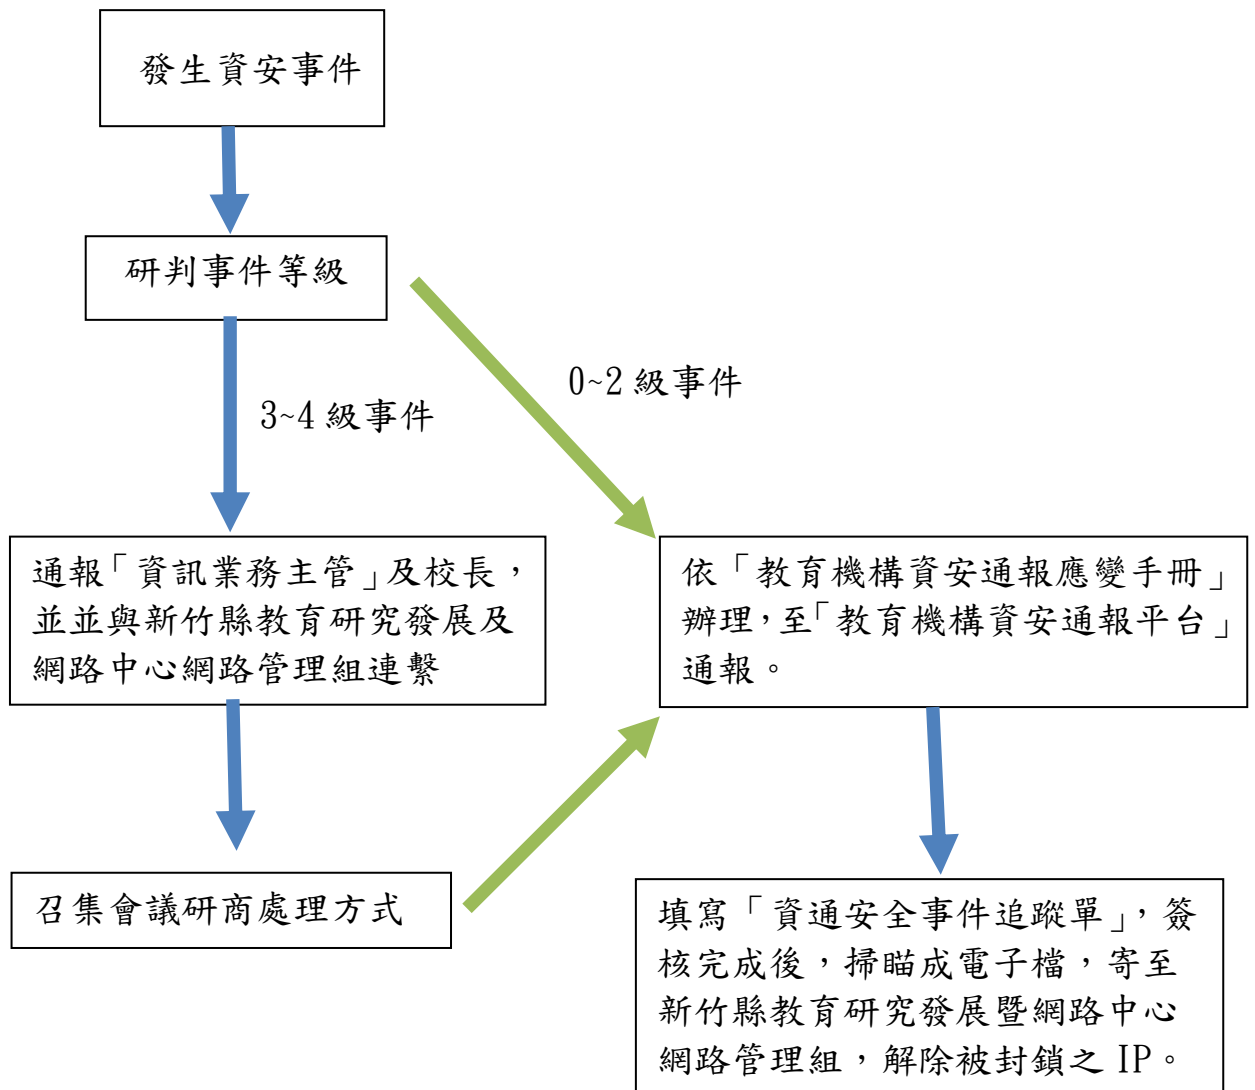 發生資安事件
研判事件等級
0~2 級事件
3~4 級事件
通報「資訊業務主管」及校長，
並並與新竹縣教育研究發展及
網路中心網路管理組連繫
依「教育機構資安通報應變手冊」
辦理，至「教育機構資安通報平台」
通報。
召集會議研商處理方式
填寫「資通安全事件追蹤單」，簽
核完成後，掃瞄成電子檔，寄至
新竹縣教育研究發展暨網路中心
網路管理組，解除被封鎖之 IP。